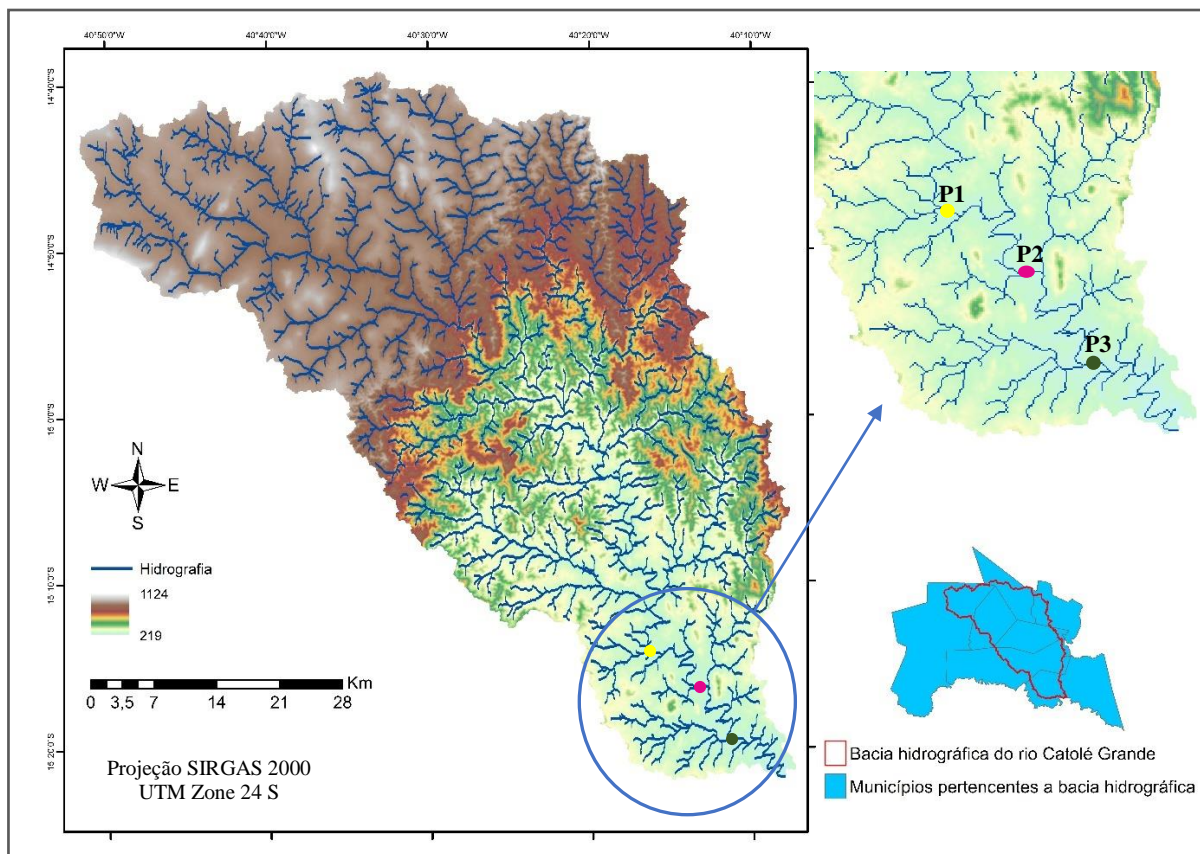 40°50'0"W
40°40'0"W
40°30'0"W
40°20'0"W
40°10'0"W
14°40'0"S
14°50'0"S
15°0'0"S
15°10'0"S
15°20'0"S
N
W
E
S
Hidrografia
1124
219
Km
0 3,5 7 14 21 28
Projeção SIRGAS 2000
UTM Zone 24 S
P1
P2
P3
Bacia hidrográfica do rio Catolé Grande
Municípios pertencentes a bacia hidrográfica